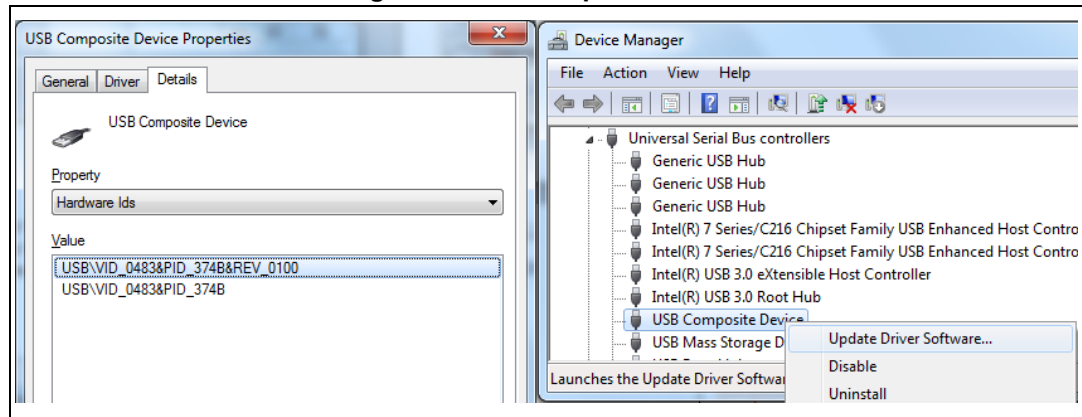 USB Composite Device Properties
General
Driver
Details
USB Composite Device
Property
Hardware Ids
Value
USB\VID_0483&PID_374B&REV_0100
USB\VID_0483&PID_374B
Device Manager
File Action View Help
Universal Serial Bus controllers
Generic USB Hub
Generic USB Hub
Generic USB Hub
Intel(R) 7 Series/C216 Chipset Family USB Enhanced Host Contro
Intel(R) 7 Series/C216 Chipset Family USB Enhanced Host Contro
Intel(R) USB 3.0 eXtensible Host Controller
Intel(R) USB 3.0 Root Hub
USB Composite Device
USB Mass Storage D
Launches the Update Driver Softwar
Update Driver Software...
Disable
Uninstall